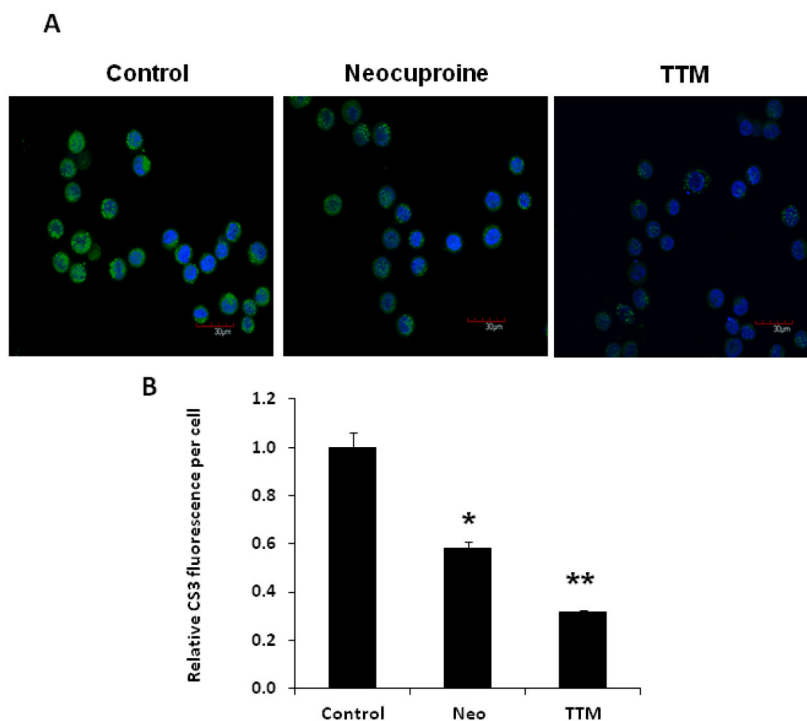 A
Control
Neocuproine
TTM
30µm
30µm
30µm
B
Relative CS3 fluorescence per cell
1.2
1.0
0.8
0.6
0.4
0.2
0.0
*
**
Control
Neo
TTM